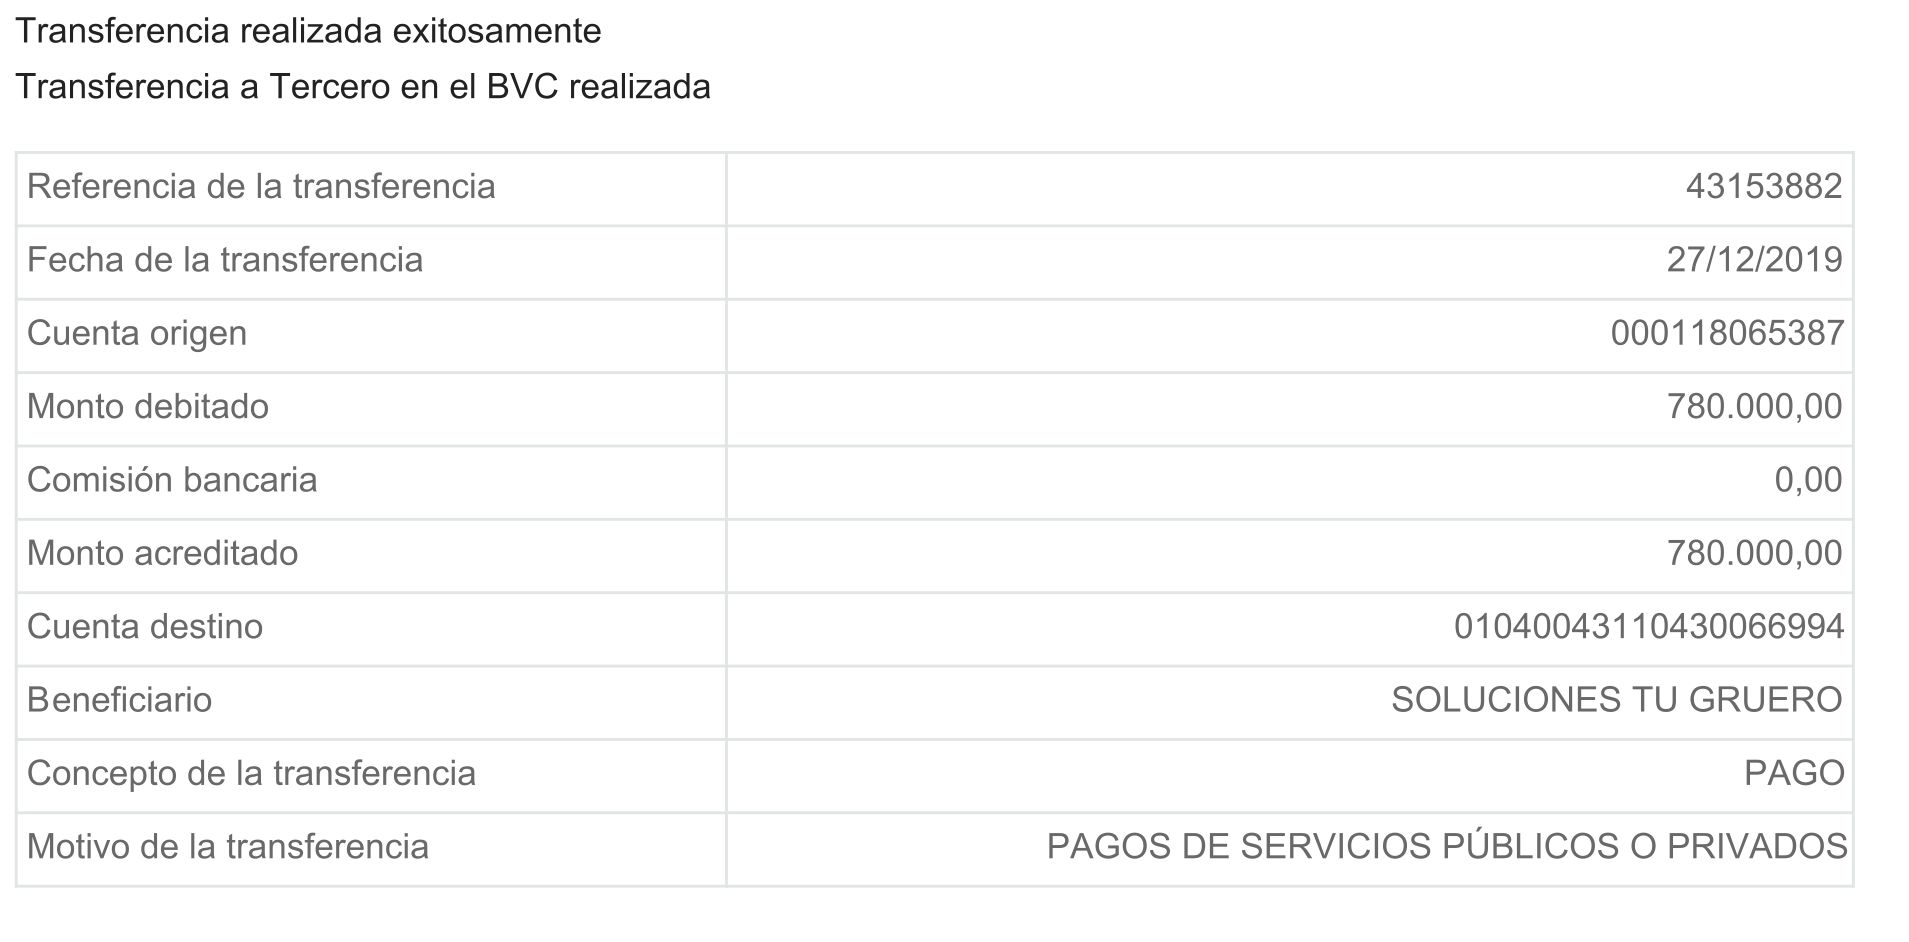 Transferencia realizada exitosamente
Transferencia a Tercero en el BVC realizada
Referencia de la transferencia 43153882
Fecha de la transferencia 27/12/2019
Cuenta origen 000118065387
Monto debitado 780.000,00
Comisión bancaria 0,00
Monto acreditado 780.000,00
Cuenta destino 01040043110430066994
Beneficiario SOLUCIONES TU GRUERO
Concepto de la transferencia PAGO
Motivo de la transferencia PAGOS DE SERVICIOS PÚBLICOS O PRIVADOS